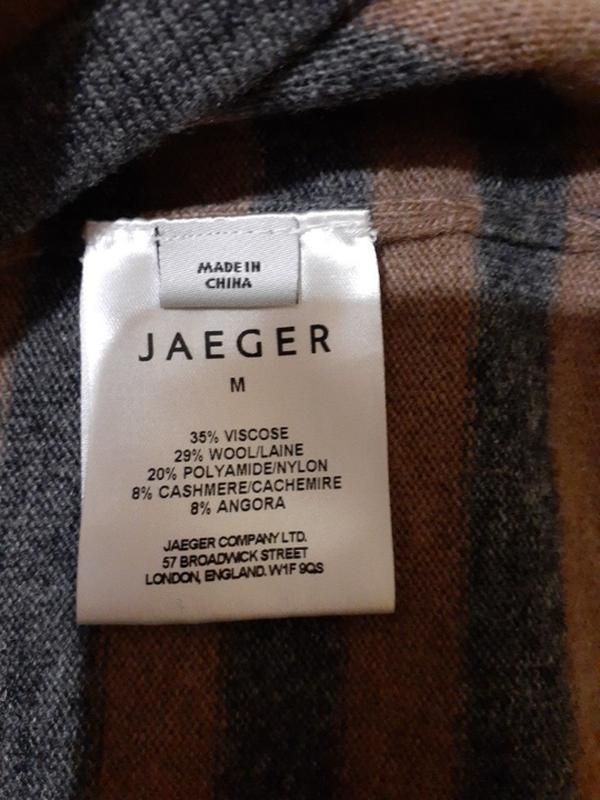 MADE IN
CHINA
JAEGER
M
35% VISCOSE
29% WOOL/LAINE
20% POLYAMIDE/NYLON
8% CASHMERE/CACHEMIRE
8% ANGORA
JAEGER COMPANY LTD.
57 BROADWICK STREET
LONDON, ENGLAND. W1F 9QS